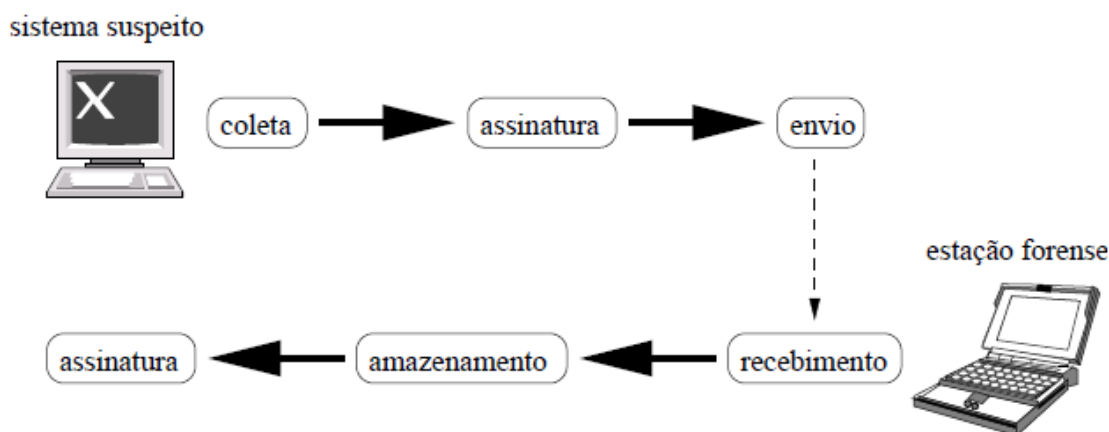 sistema suspeito
X
coleta
assinatura
envio
estação forense
assinatura
amazenamento
recebimento